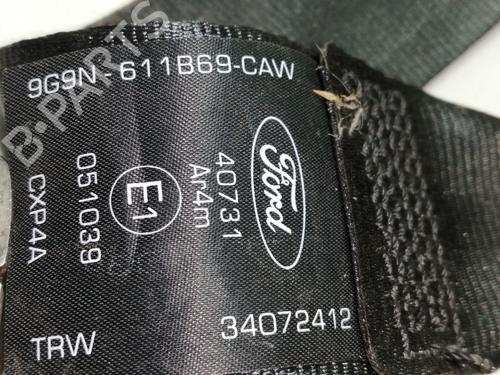 9G9N-611B69-CAW
Ford
40731
Ar4m
E1
051039
CXP4A
TRW
34072412
B-PARTS